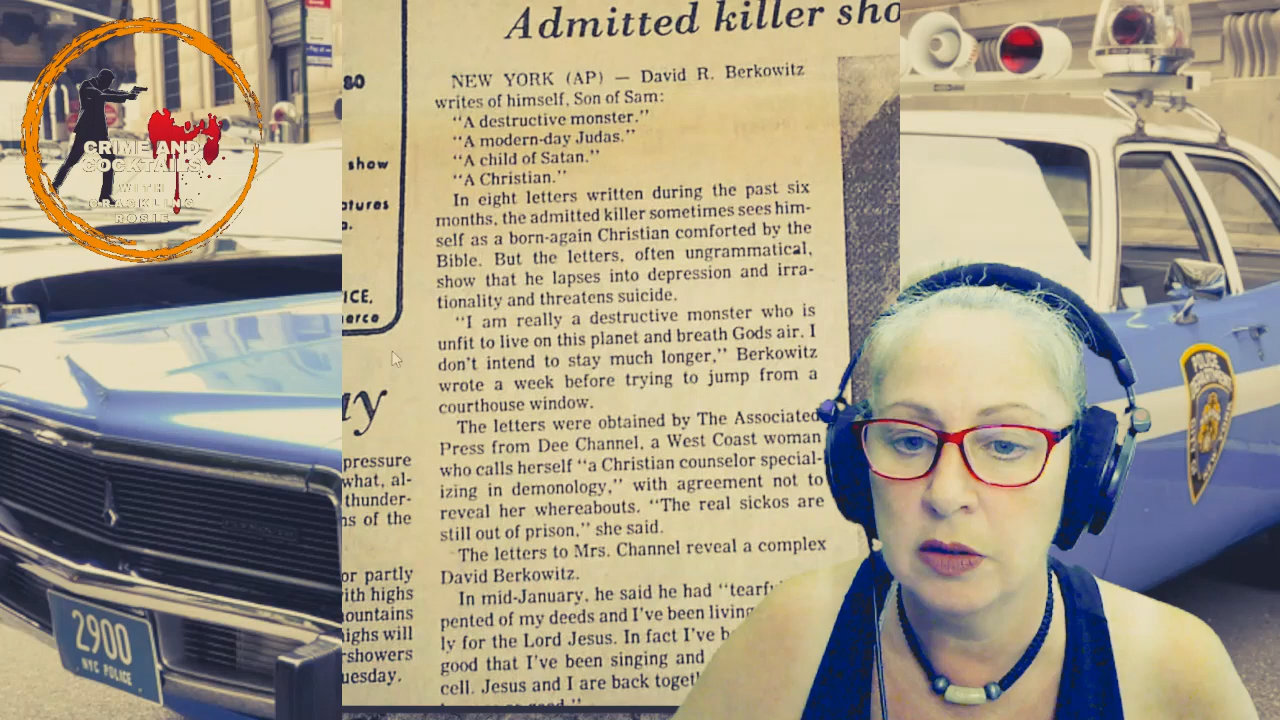 CRIME AND
COCKTAILS
WITH
CRACKLING
ROSIE
2900
NYC POLICE
80
show
atures
ICE,
erco
ay
pressure
what, al-
thunder-
ns of the
or partly
ith highs
ountains
highs will
rshowers
uesday.
Admitted killer sho
NEW YORK (AP) — David R. Berkowitz
writes of himself, Son of Sam:
"A destructive monster."
"A modern-day Judas."
"A child of Satan."
"A Christian."
In eight letters written during the past six
months, the admitted killer sometimes sees him-
self as a born-again Christian comforted by the
Bible. But the letters, often ungrammatical,
show that he lapses into depression and irra-
tionality and threatens suicide.
"I am really a destructive monster who is
unfit to live on this planet and breath Gods air. I
don't intend to stay much longer," Berkowitz
wrote a week before trying to jump from a
courthouse window.
The letters were obtained by The Associated
Press from Dee Channel, a West Coast woman
who calls herself "a Christian counselor special-
izing in demonology," with agreement not to
reveal her whereabouts. "The real sickos are
still out of prison," she said.
The letters to Mrs. Channel reveal a complex
David Berkowitz.
In mid-January, he said he had "tearfu
pented of my deeds and I've been living
ly for the Lord Jesus. In fact I've b
good that I've been singing and
cell. Jesus and I are back toget
POLICE